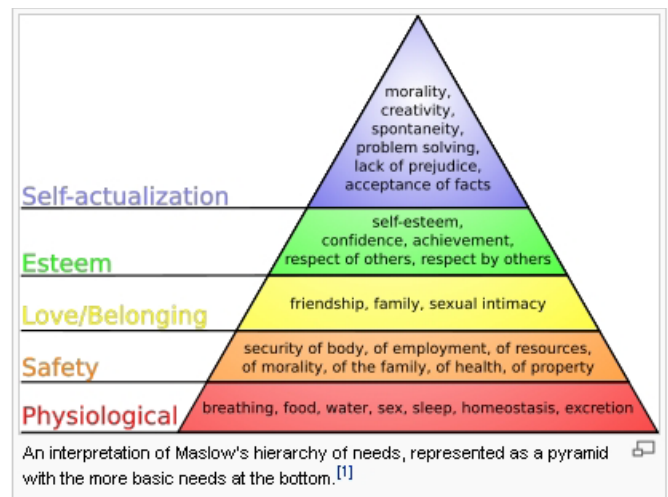 morality,
creativity,
spontaneity,
problem solving,
lack of prejudice,
acceptance of facts
Self-actualization
self-esteem,
confidence, achievement,
respect of others, respect by others
Esteem
friendship, family, sexual intimacy
Love/Belonging
security of body, of employment, of resources,
of morality, of the family, of health, of property
Safety
breathing, food, water, sex, sleep, homeostasis, excretion
Physiological
An interpretation of Maslow's hierarchy of needs, represented as a pyramid
with the more basic needs at the bottom.[1]